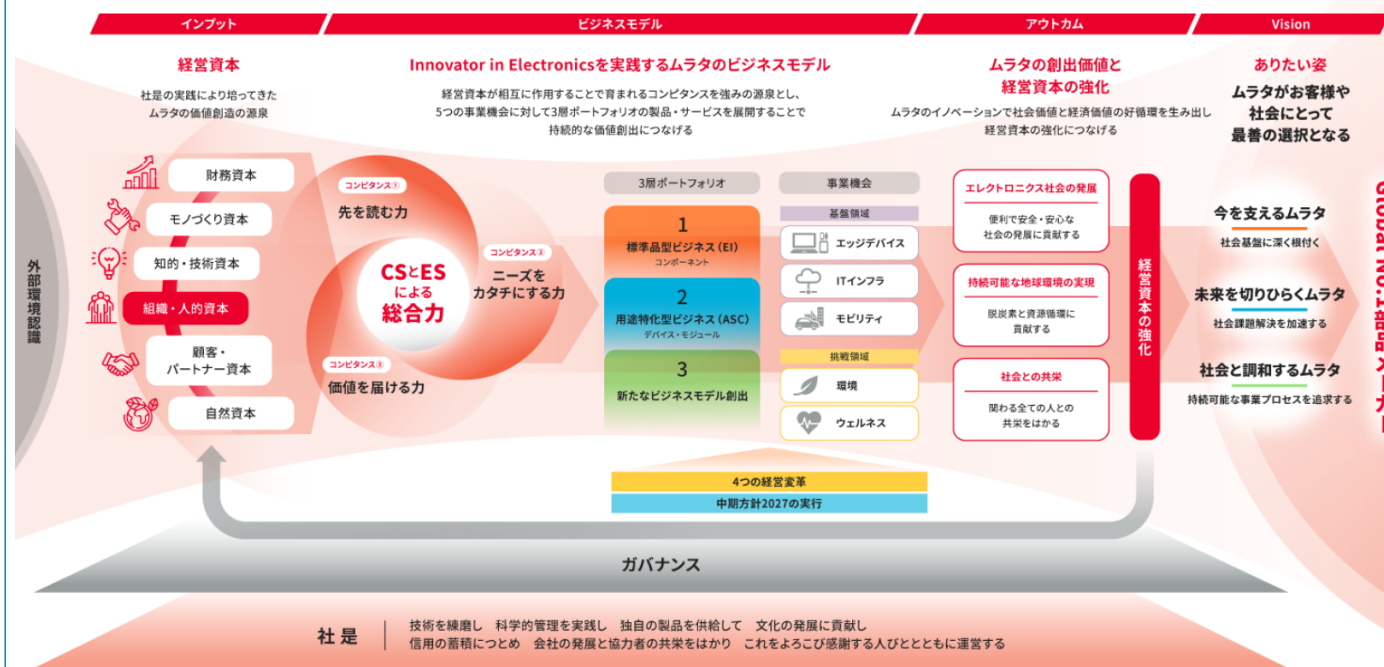 インプット
ビジネスモデル
アウトカム
Vision
経営資本
社是の実践により培ってきた
ムラタの価値創造の源泉
Innovator in Electronicsを実践するムラタのビジネスモデル
経営資本が相互に作用することで育まれるコンピタンスを強みの源泉とし、
5つの事業機会に対して3層ポートフォリオの製品・サービスを展開することで
持続的な価値創出につなげる
ムラタの創出価値と
経営資本の強化
ムラタのイノベーションで社会価値と経済価値の好循環を生み出し
経営資本の強化につなげる
ありたい姿
ムラタがお客様や
社会にとって
最善の選択となる
外部環境認識
財務資本
モノづくり資本
知的・技術資本
組織・人的資本
顧客・
パートナー資本
自然資本
コンピタンス①
先を読む力
コンピタンス②
ニーズを
カタチにする力
コンピタンス③
価値を届ける力
CSとES
による
総合力
3層ポートフォリオ
1
標準品型ビジネス(EI)
コンポーネント
2
用途特化型ビジネス(ASC)
デバイス・モジュール
3
新たなビジネスモデル創出
事業機会
基盤領域
エッジデバイス
ITインフラ
モビリティ
挑戦領域
環境
ウェルネス
4つの経営変革
中期方針2027の実行
エレクトロニクス社会の発展
便利で安全・安心な
社会の発展に貢献する
持続可能な地球環境の実現
脱炭素と資源循環に
貢献する
社会との共栄
関わる全ての人との
共栄をはかる
経営資本の強化
今を支えるムラタ
社会基盤に深く根付く
未来を切りひらくムラタ
社会課題解決を加速する
社会と調和するムラタ
持続可能な事業プロセスを追求する
Global No.1部品メーカー
ガバナンス
社是
技術を練磨し 科学的管理を実践し 独自の製品を供給して 文化の発展に貢献し
信用の蓄積につとめ 会社の発展と協力者の共栄をはかり これをよろこび感謝する人びととともに運営する